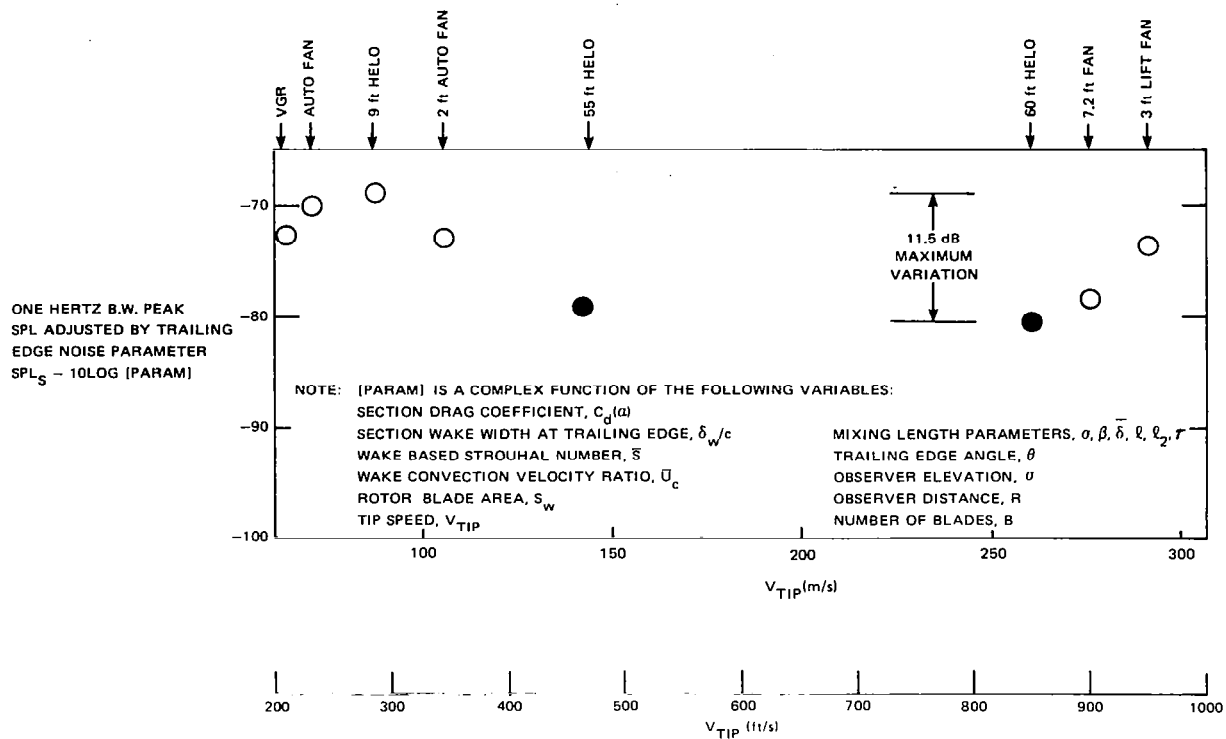 VGR
AUTO FAN
9 ft HELO
2 ft AUTO FAN
55 ft HELO
60 ft HELO
7.2 ft FAN
3 ft LIFT FAN
ONE HERTZ B.W. PEAK
SPL ADJUSTED BY TRAILING
EDGE NOISE PARAMETER
SPL_S – 10LOG [PARAM]
–70
–80
–90
–100
11.5 dB
MAXIMUM
VARIATION
NOTE: [PARAM] IS A COMPLEX FUNCTION OF THE FOLLOWING VARIABLES:
SECTION DRAG COEFFICIENT, C_d(α)
SECTION WAKE WIDTH AT TRAILING EDGE, δ_w/c
WAKE BASED STROUHAL NUMBER, s̅
WAKE CONVECTION VELOCITY RATIO, U̅_c
ROTOR BLADE AREA, S_w
TIP SPEED, V_TIP
MIXING LENGTH PARAMETERS, σ, β, δ̅, ℓ, ℓ_2, τ
TRAILING EDGE ANGLE, θ
OBSERVER ELEVATION, σ
OBSERVER DISTANCE, R
NUMBER OF BLADES, B
100 150 200 250 300
V_TIP(m/s)
200 300 400 500 600 700 800 900 1000
V_TIP (ft/s)